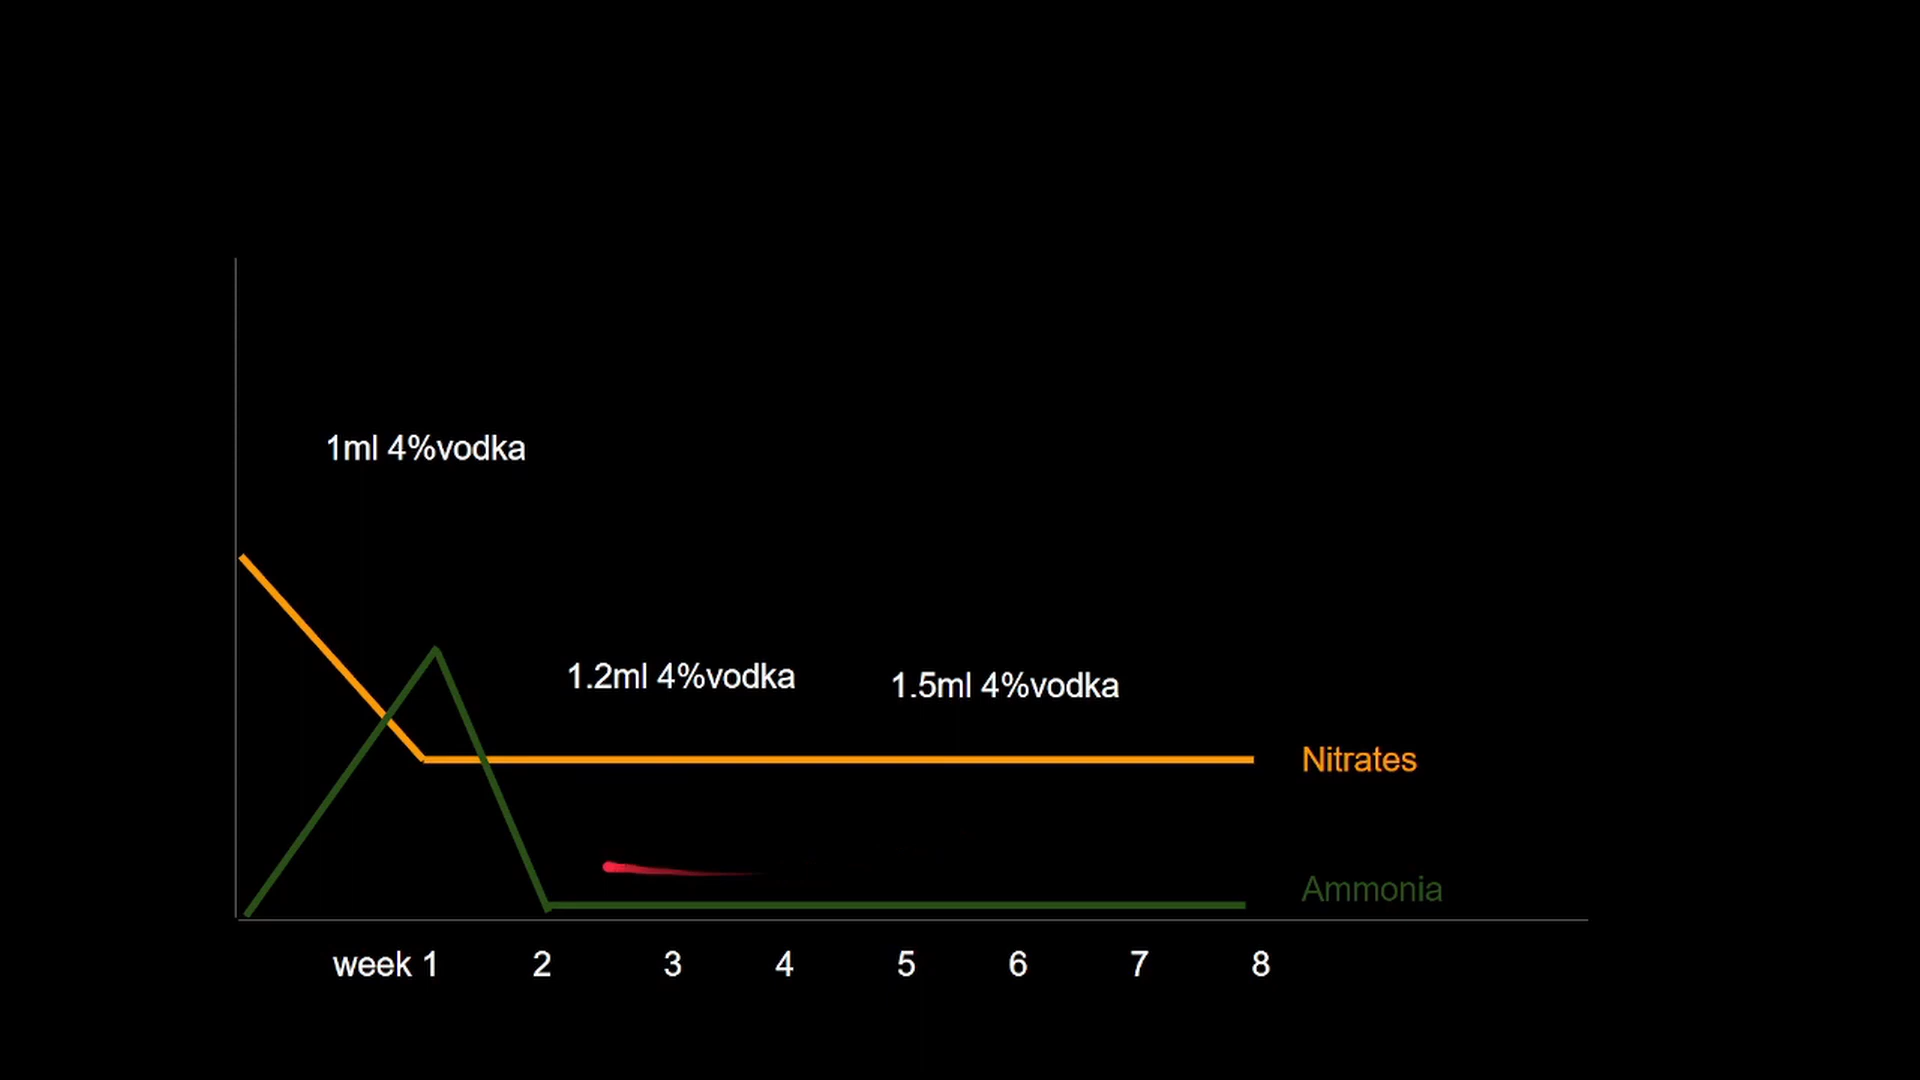 1ml 4%vodka
1.2ml 4%vodka
1.5ml 4%vodka
Nitrates
Ammonia
week 1 2 3 4 5 6 7 8